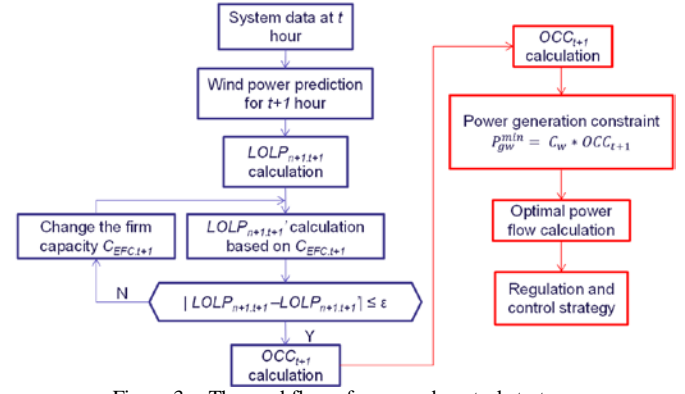 System data at t
hour
Wind power prediction
for t+1 hour
LOLPn+1.t+1
calculation
Change the firm
capacity CEFC.t+1
LOLPn+1.t+1' calculation
based on CEFC.t+1
N
| LOLPn+1.t+1–LOLPn+1.t+1'| ≤ ε
Y
OCCt+1
calculation
OCCt+1
calculation
Power generation constraint
P_gw^min = Cw * OCCt+1
Optimal power
flow calculation
Regulation and
control strategy